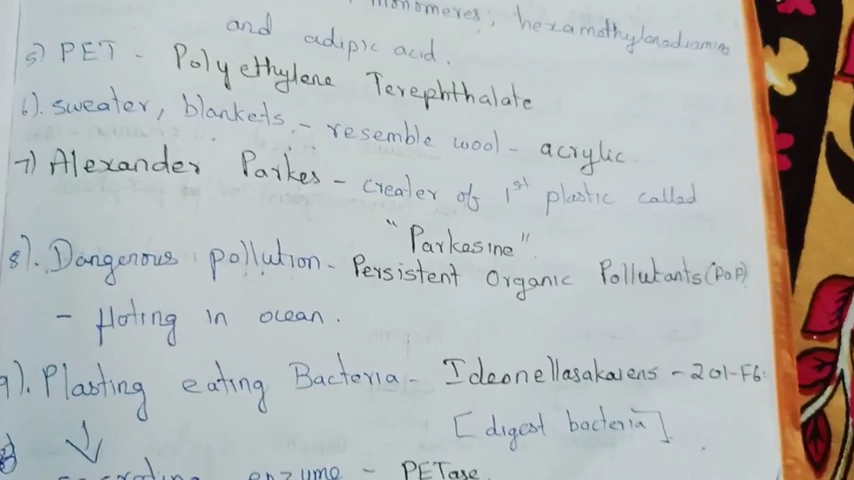 monomeres, hexamethylenediamine
and adipic acid.
5) PET - Polyethylene Terephthalate
6). sweater, blankets - resemble wool - acrylic
7) Alexander Parkes - creater of 1st plastic called
"Parkesine"
8). Dangerous pollution - Persistent Organic Pollutants (POP)
- floting in ocean.
9). Plasting eating Bacteria - Ideonellasakaiens - 201-F6.
[digest bacteria]
enzyme - PETase